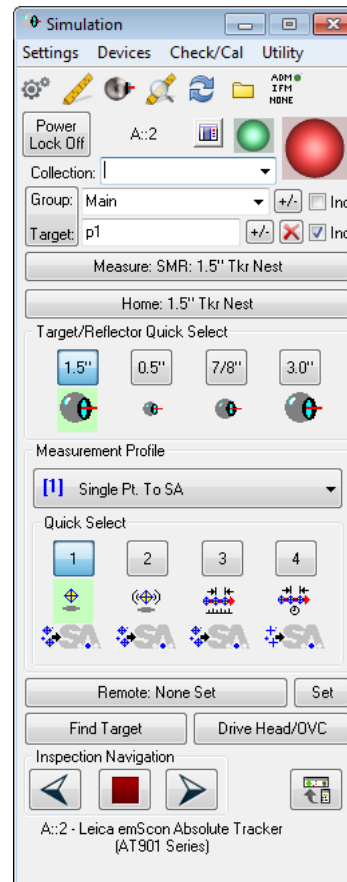 Simulation
Settings Devices Check/Cal Utility
ADM
IFM
NONE
Power
Lock Off
A::2
Collection:
Group: Main +/- Inc
Target: p1 +/- Inc
Measure: SMR: 1.5" Tkr Nest
Home: 1.5" Tkr Nest
Target/Reflector Quick Select
1.5" 0.5" 7/8" 3.0"
Measurement Profile
[1] Single Pt. To SA
Quick Select
1 2 3 4
SA SA SA SA
Remote: None Set Set
Find Target Drive Head/OVC
Inspection Navigation
A::2 - Leica emScon Absolute Tracker
(AT901 Series)